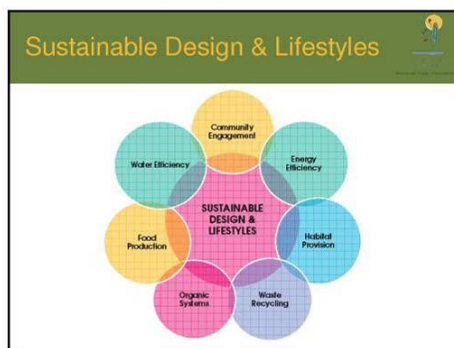 Sustainable Design & Lifestyles
Community
Engagement
Water Efficiency
Energy
Efficiency
SUSTAINABLE
DESIGN &
LIFESTYLES
Food
Production
Habitat
Provision
Organic
Systems
Waste
Recycling